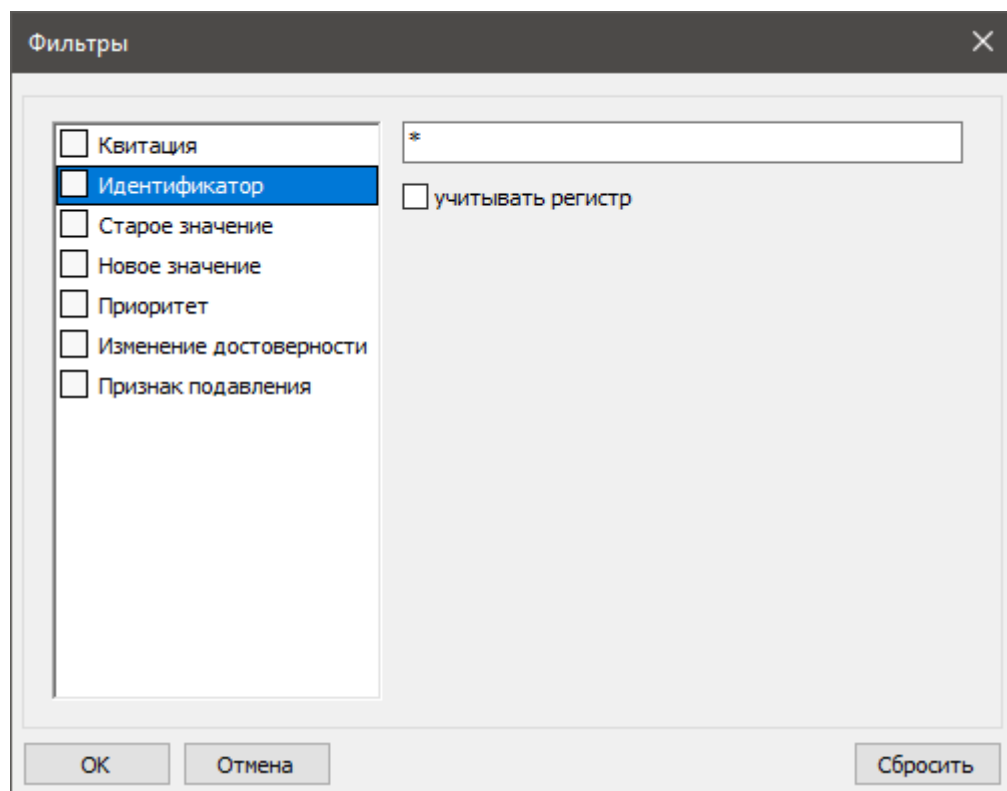 Фильтры
Квитация
Идентификатор
Старое значение
Новое значение
Приоритет
Изменение достоверности
Признак подавления
*
учитывать регистр
OK
Отмена
Сбросить